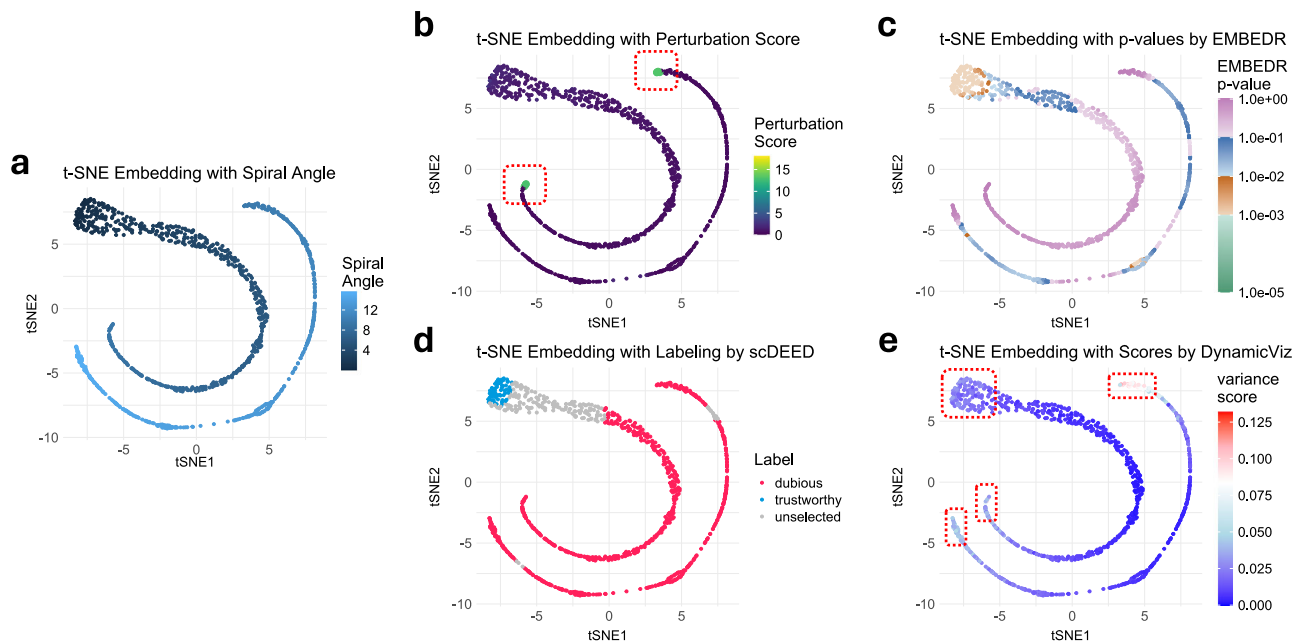 a
t-SNE Embedding with Spiral Angle
tSNE2
5
0
-5
-10
-5
0
5
tSNE1
Spiral
Angle
12
8
4
b
t-SNE Embedding with Perturbation Score
tSNE2
5
0
-5
-10
-5
0
5
Perturbation
Score
15
10
5
0
c
t-SNE Embedding with p-values by EMBEDR
tSNE2
5
0
-5
-10
-5
0
5
EMBEDR
p-value
1.0e+00
1.0e-01
1.0e-02
1.0e-03
1.0e-05
d
t-SNE Embedding with Labeling by scDEED
tSNE2
5
0
-5
-10
-5
0
5
tSNE1
Label
dubious
trustworthy
unselected
e
t-SNE Embedding with Scores by DynamicViz
tSNE2
5
0
-5
-10
-5
0
5
tSNE1
variance
score
0.125
0.100
0.075
0.050
0.025
0.000